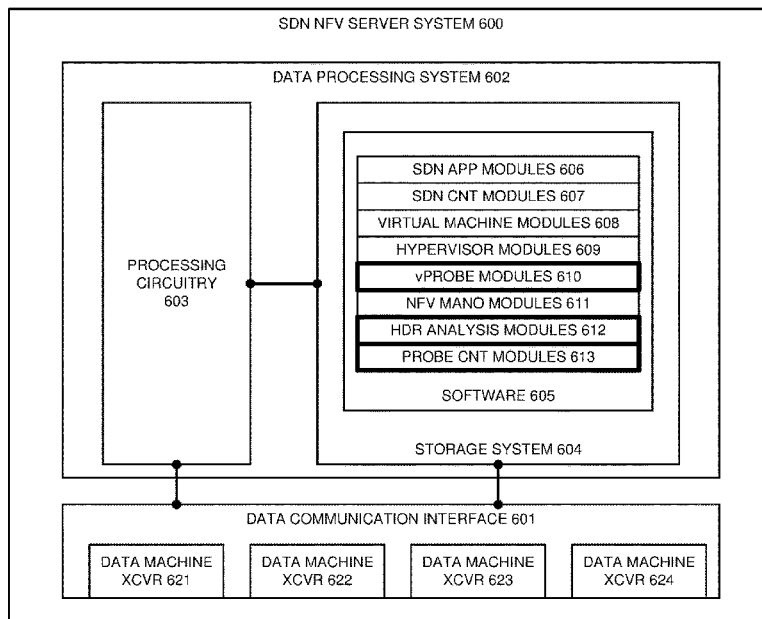 SDN NFV SERVER SYSTEM 600
DATA PROCESSING SYSTEM 602
PROCESSING
CIRCUITRY
603
SDN APP MODULES 606
SDN CNT MODULES 607
VIRTUAL MACHINE MODULES 608
HYPERVISOR MODULES 609
vPROBE MODULES 610
NFV MANO MODULES 611
HDR ANALYSIS MODULES 612
PROBE CNT MODULES 613
SOFTWARE 605
STORAGE SYSTEM 604
DATA COMMUNICATION INTERFACE 601
DATA MACHINE
XCVR 621
DATA MACHINE
XCVR 622
DATA MACHINE
XCVR 623
DATA MACHINE
XCVR 624